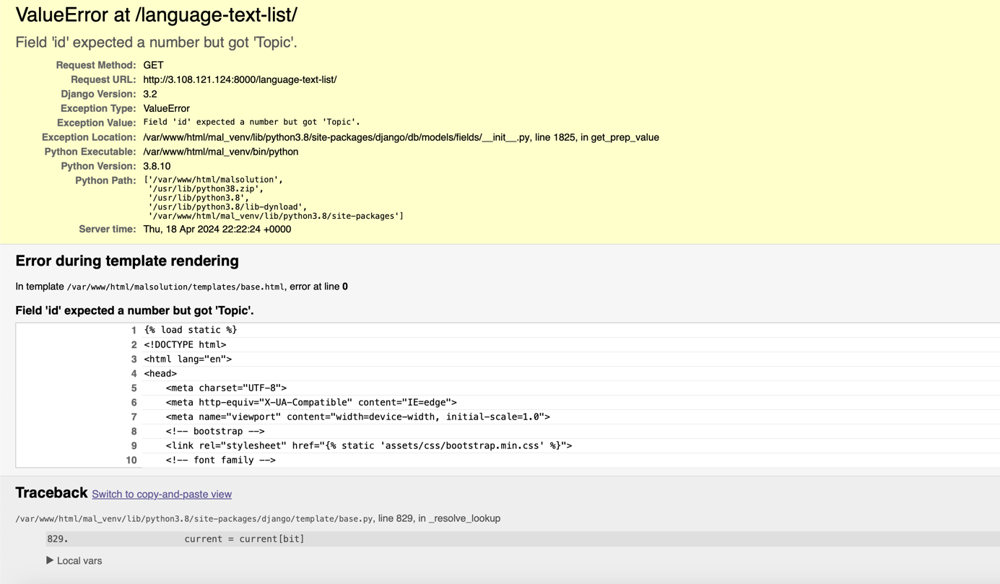 ValueError at /language-text-list/
Field 'id' expected a number but got 'Topic'.
Request Method: GET
Request URL: http://3.108.121.124:8000/language-text-list/
Django Version: 3.2
Exception Type: ValueError
Exception Value: Field 'id' expected a number but got 'Topic'.
Exception Location: /var/www/html/mal_venv/lib/python3.8/site-packages/django/db/models/fields/__init__.py, line 1825, in get_prep_value
Python Executable: /var/www/html/mal_venv/bin/python
Python Version: 3.8.10
Python Path: ['/var/www/html/malsolution',
'/usr/lib/python38.zip',
'/usr/lib/python3.8',
'/usr/lib/python3.8/lib-dynload',
'/var/www/html/mal_venv/lib/python3.8/site-packages']
Server time: Thu, 18 Apr 2024 22:22:24 +0000
Error during template rendering
In template /var/www/html/malsolution/templates/base.html, error at line 0
Field 'id' expected a number but got 'Topic'.
1 {% load static %}
2 <!DOCTYPE html>
3 <html lang="en">
4 <head>
5 <meta charset="UTF-8">
6 <meta http-equiv="X-UA-Compatible" content="IE=edge">
7 <meta name="viewport" content="width=device-width, initial-scale=1.0">
8 <!-- bootstrap -->
9 <link rel="stylesheet" href="{% static 'assets/css/bootstrap.min.css' %}">
10 <!-- font family -->
Traceback Switch to copy-and-paste view
/var/www/html/mal_venv/lib/python3.8/site-packages/django/template/base.py, line 829, in _resolve_lookup
829. current = current[bit]
▶ Local vars